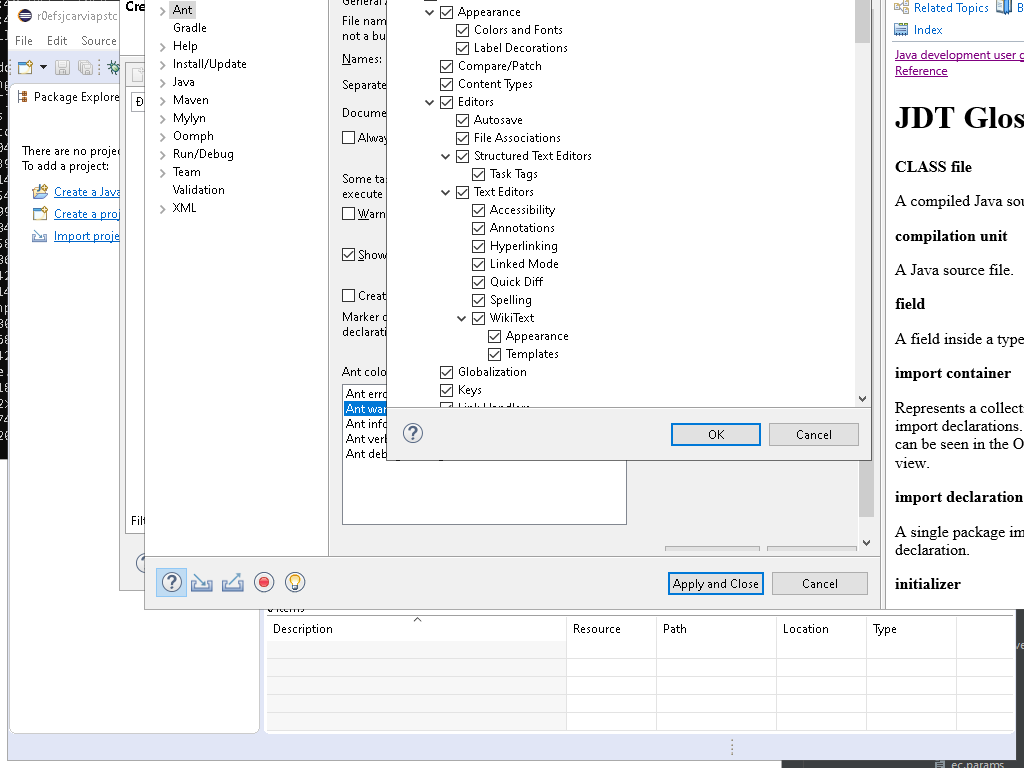 r0efsjcarviapstc
File Edit Source
Package Explore
There are no proje
To add a project:
Create a Java
Create a proj
Import proje
Cre
Ant
Gradle
Help
Install/Update
Java
Maven
Mylyn
Oomph
Run/Debug
Team
Validation
XML
File nam
not a bu
Names:
Separate
Docume
Alway
Some ta
execute
Warn
Show
Creat
Marker c
declarati
Ant colo
Ant erro
Ant war
Ant info
Ant verb
Ant deb
Appearance
Colors and Fonts
Label Decorations
Compare/Patch
Content Types
Editors
Autosave
File Associations
Structured Text Editors
Task Tags
Text Editors
Accessibility
Annotations
Hyperlinking
Linked Mode
Quick Diff
Spelling
WikiText
Appearance
Templates
Globalization
Keys
Link Handlers
OK
Cancel
Filt
Apply and Close
Cancel
Description Resource Path Location Type
Related Topics B
Index
Java development user g
Reference
JDT Glos
CLASS file
A compiled Java sou
compilation unit
A Java source file.
field
A field inside a type
import container
Represents a collect
import declarations.
can be seen in the O
view.
import declaration
A single package im
declaration.
initializer
ec.params